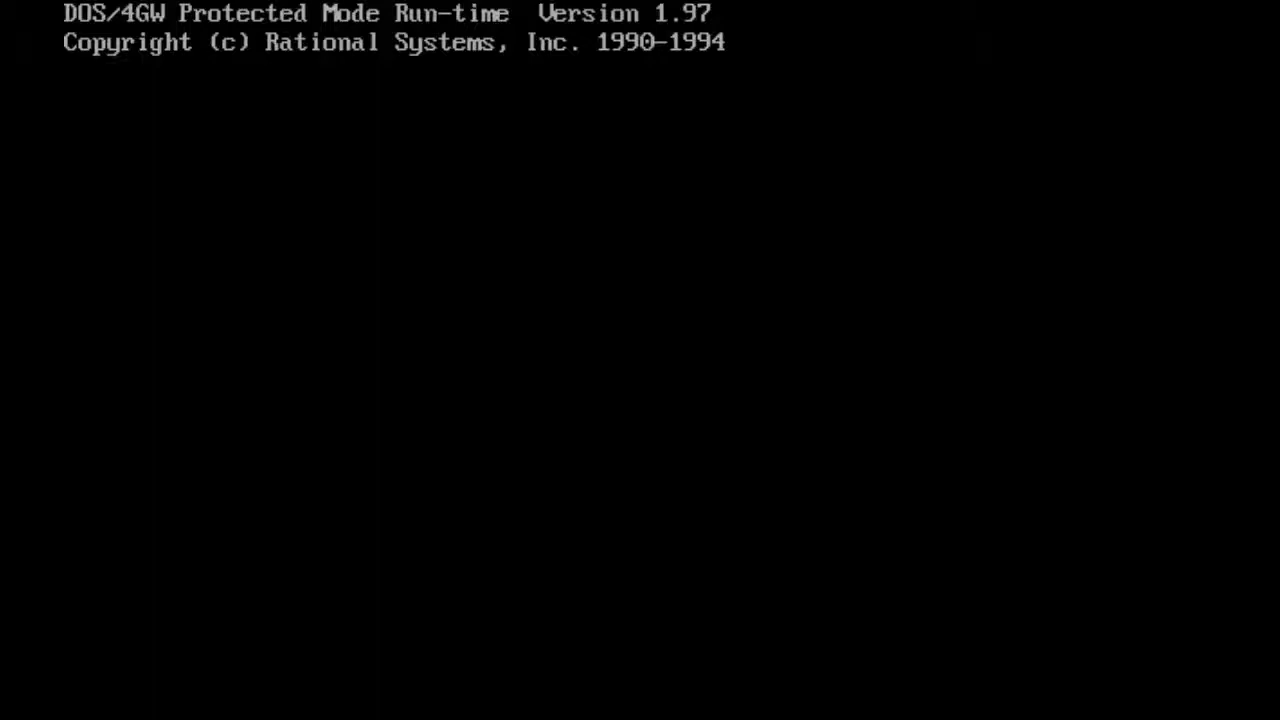 DOS/4GW Protected Mode Run-time  Version 1.97
Copyright (c) Rational Systems, Inc. 1990-1994